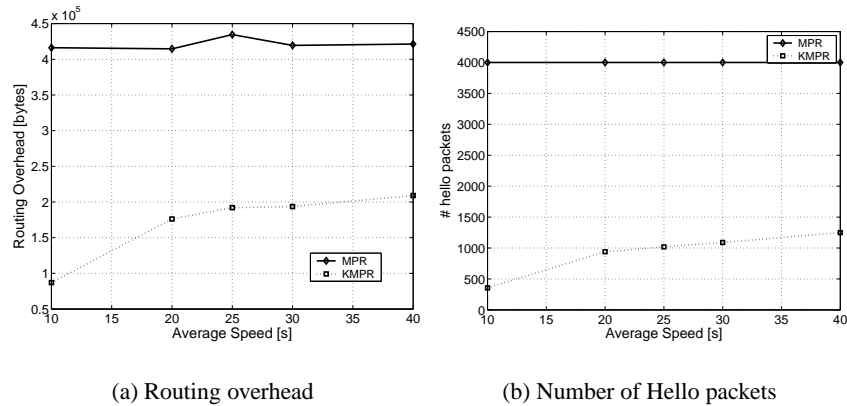 x 10^5
4.5
4
3.5
3
2.5
2
1.5
1
0.5
Routing Overhead [bytes]
MPR
KMPR
10 15 20 25 30 35 40
Average Speed [s]
(a) Routing overhead
4500
4000
3500
3000
2500
2000
1500
1000
500
0
# hello packets
MPR
KMPR
10 15 20 25 30 35 40
Average Speed [s]
(b) Number of Hello packets